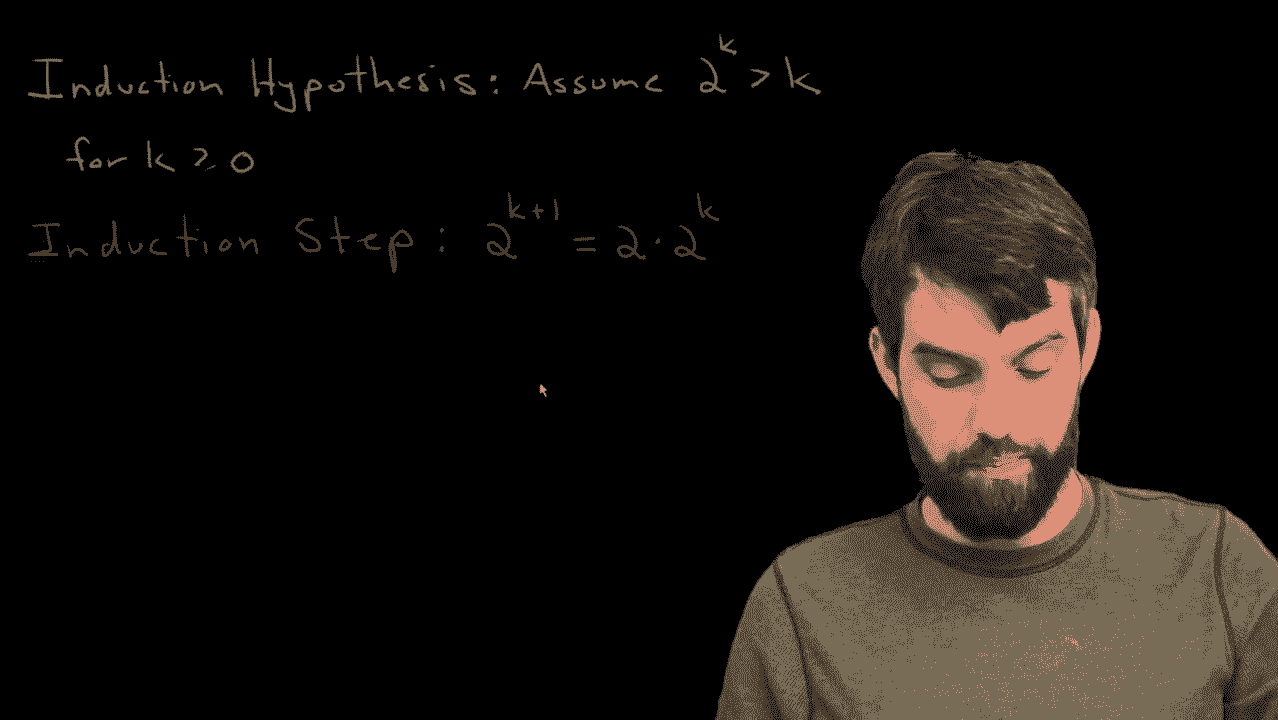 Induction Hypothesis: Assume 2^k > k
for k ≥ 0
Induction Step: 2^{k+1} = 2·2^k